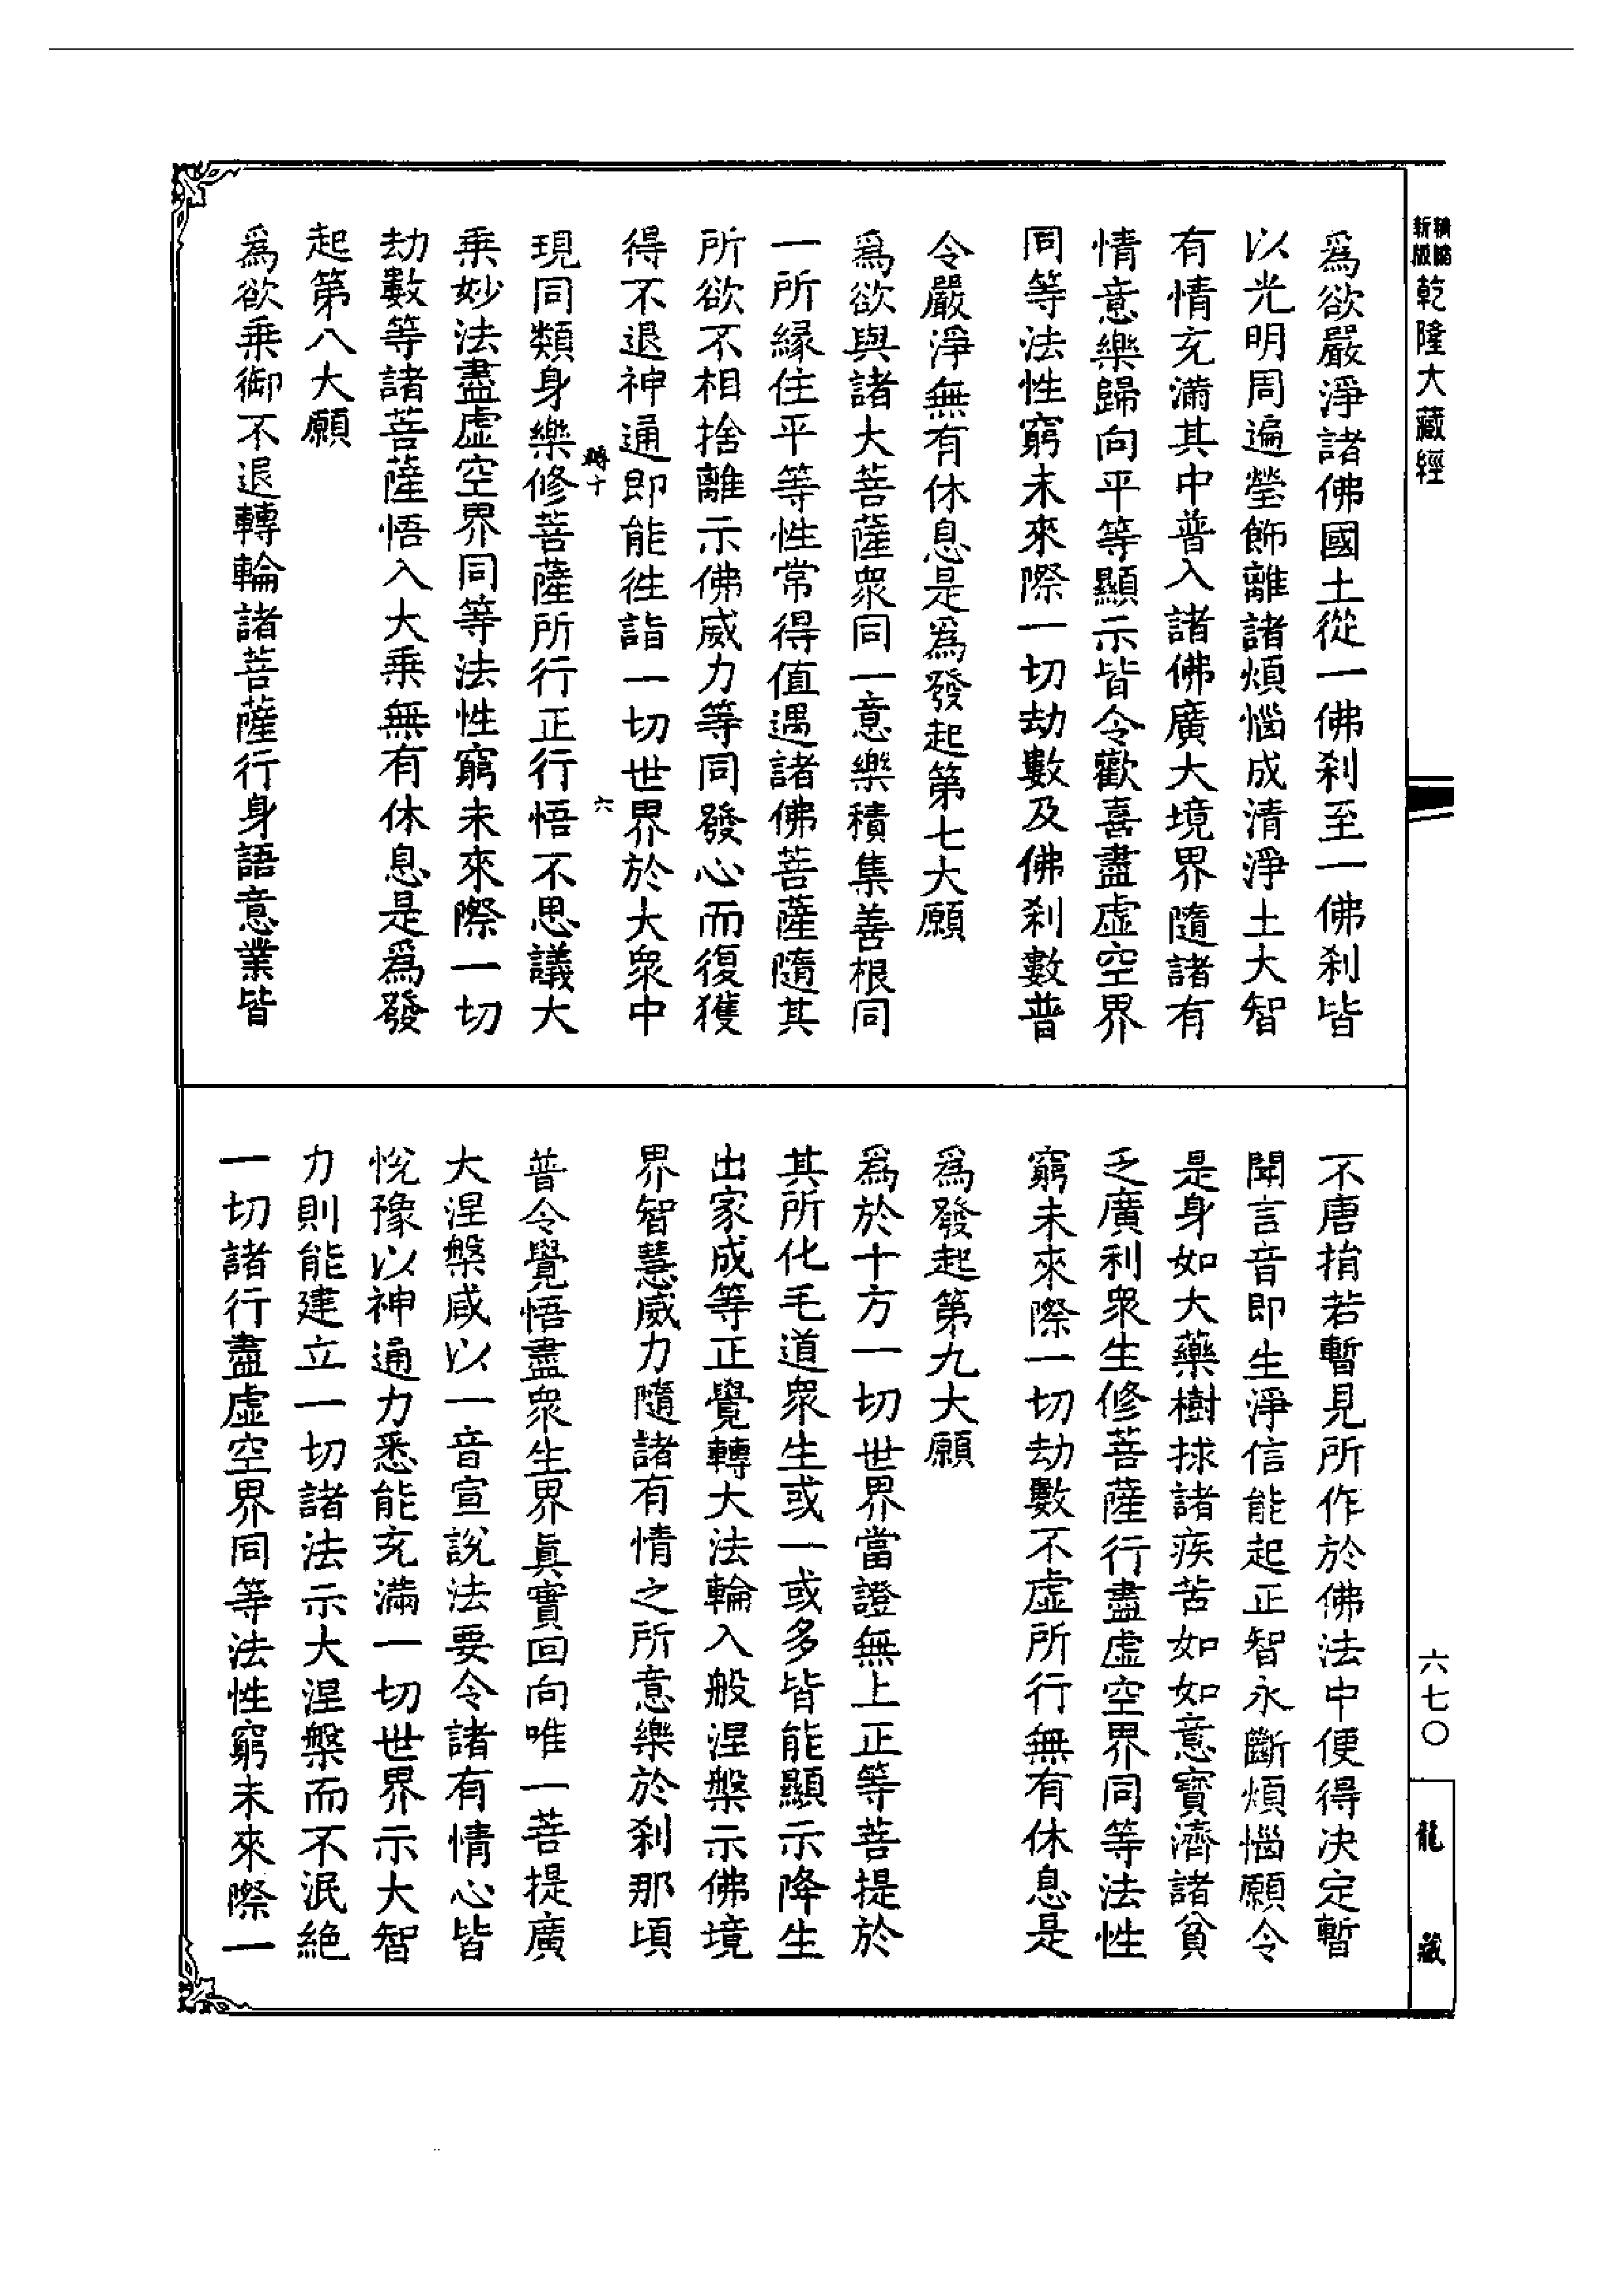 新版
乾隆大藏經
爲欲嚴淨諸佛國土從一佛刹至一佛刹皆
以光明周遍瑩飾離諸煩惱成清淨土大智
有情充滿其中普入諸佛廣大境界隨諸有
情意樂歸向平等顯示皆令歡喜盡虛空界
同等法性窮未來際一切劫數及佛刹數普
令嚴淨無有休息是爲發起第七大願
爲欲與諸大菩薩眾同一意樂積集善根同
一所緣住平等性常得值遇諸佛菩薩隨其
所欲不相捨離示佛威力等同發心而復獲
得不退神通即能徃詣一切世界於大眾中
轉十
六
現同類身樂修菩薩所行正行悟不思議大
乘妙法盡虛空界同等法性窮未來際一切
劫數等諸菩薩悟入大乘無有休息是爲發
起第八大願
爲欲乘御不退轉輪諸菩薩行身語意業皆
不唐捐若暫見所作於佛法中便得決定暫
聞言音即生淨信能起正智永斷煩惱願令
是身如大藥樹捄諸疾苦如如意寶濟諸貧
乏廣利眾生修菩薩行盡虛空界同等法性
窮未來際一切劫數不虛所行無有休息是
爲發起第九大願
爲於十方一切世界當證無上正等菩提於
其所化毛道眾生或一或多皆能顯示降生
出家成等正覺轉大法輪入般涅槃示佛境
界智慧威力隨諸有情之所意樂於刹那頃
普令覺悟盡眾生界眞實回向唯一菩提廣
大涅槃咸以一音宣說法要令諸有情心皆
悅豫以神通力悉能充滿一切世界示大智
力則能建立一切諸法示大涅槃而不泯絕
一切諸行盡虛空界同等法性窮未來際一
六七〇
龍藏